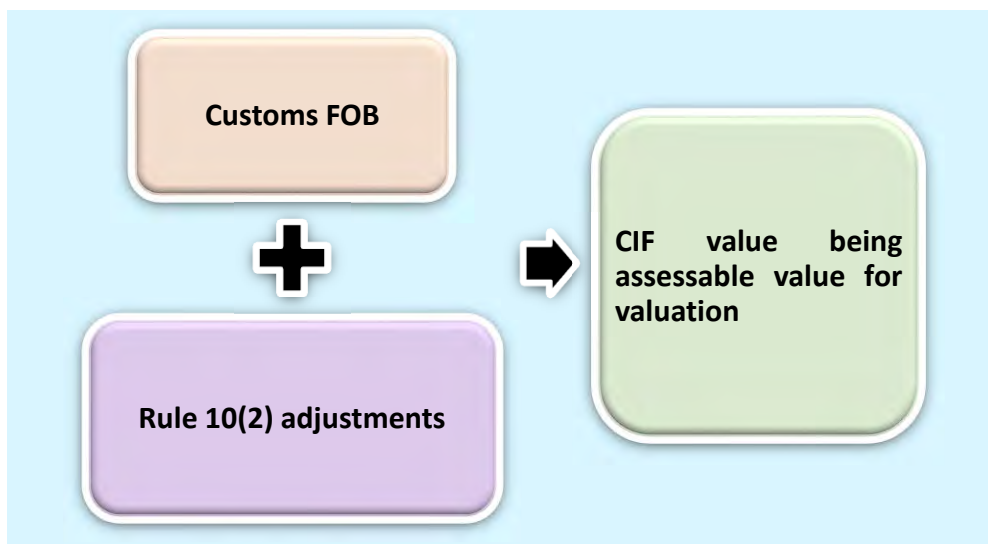 Customs FOB
Rule 10(2) adjustments
CIF value being
assessable value for
valuation